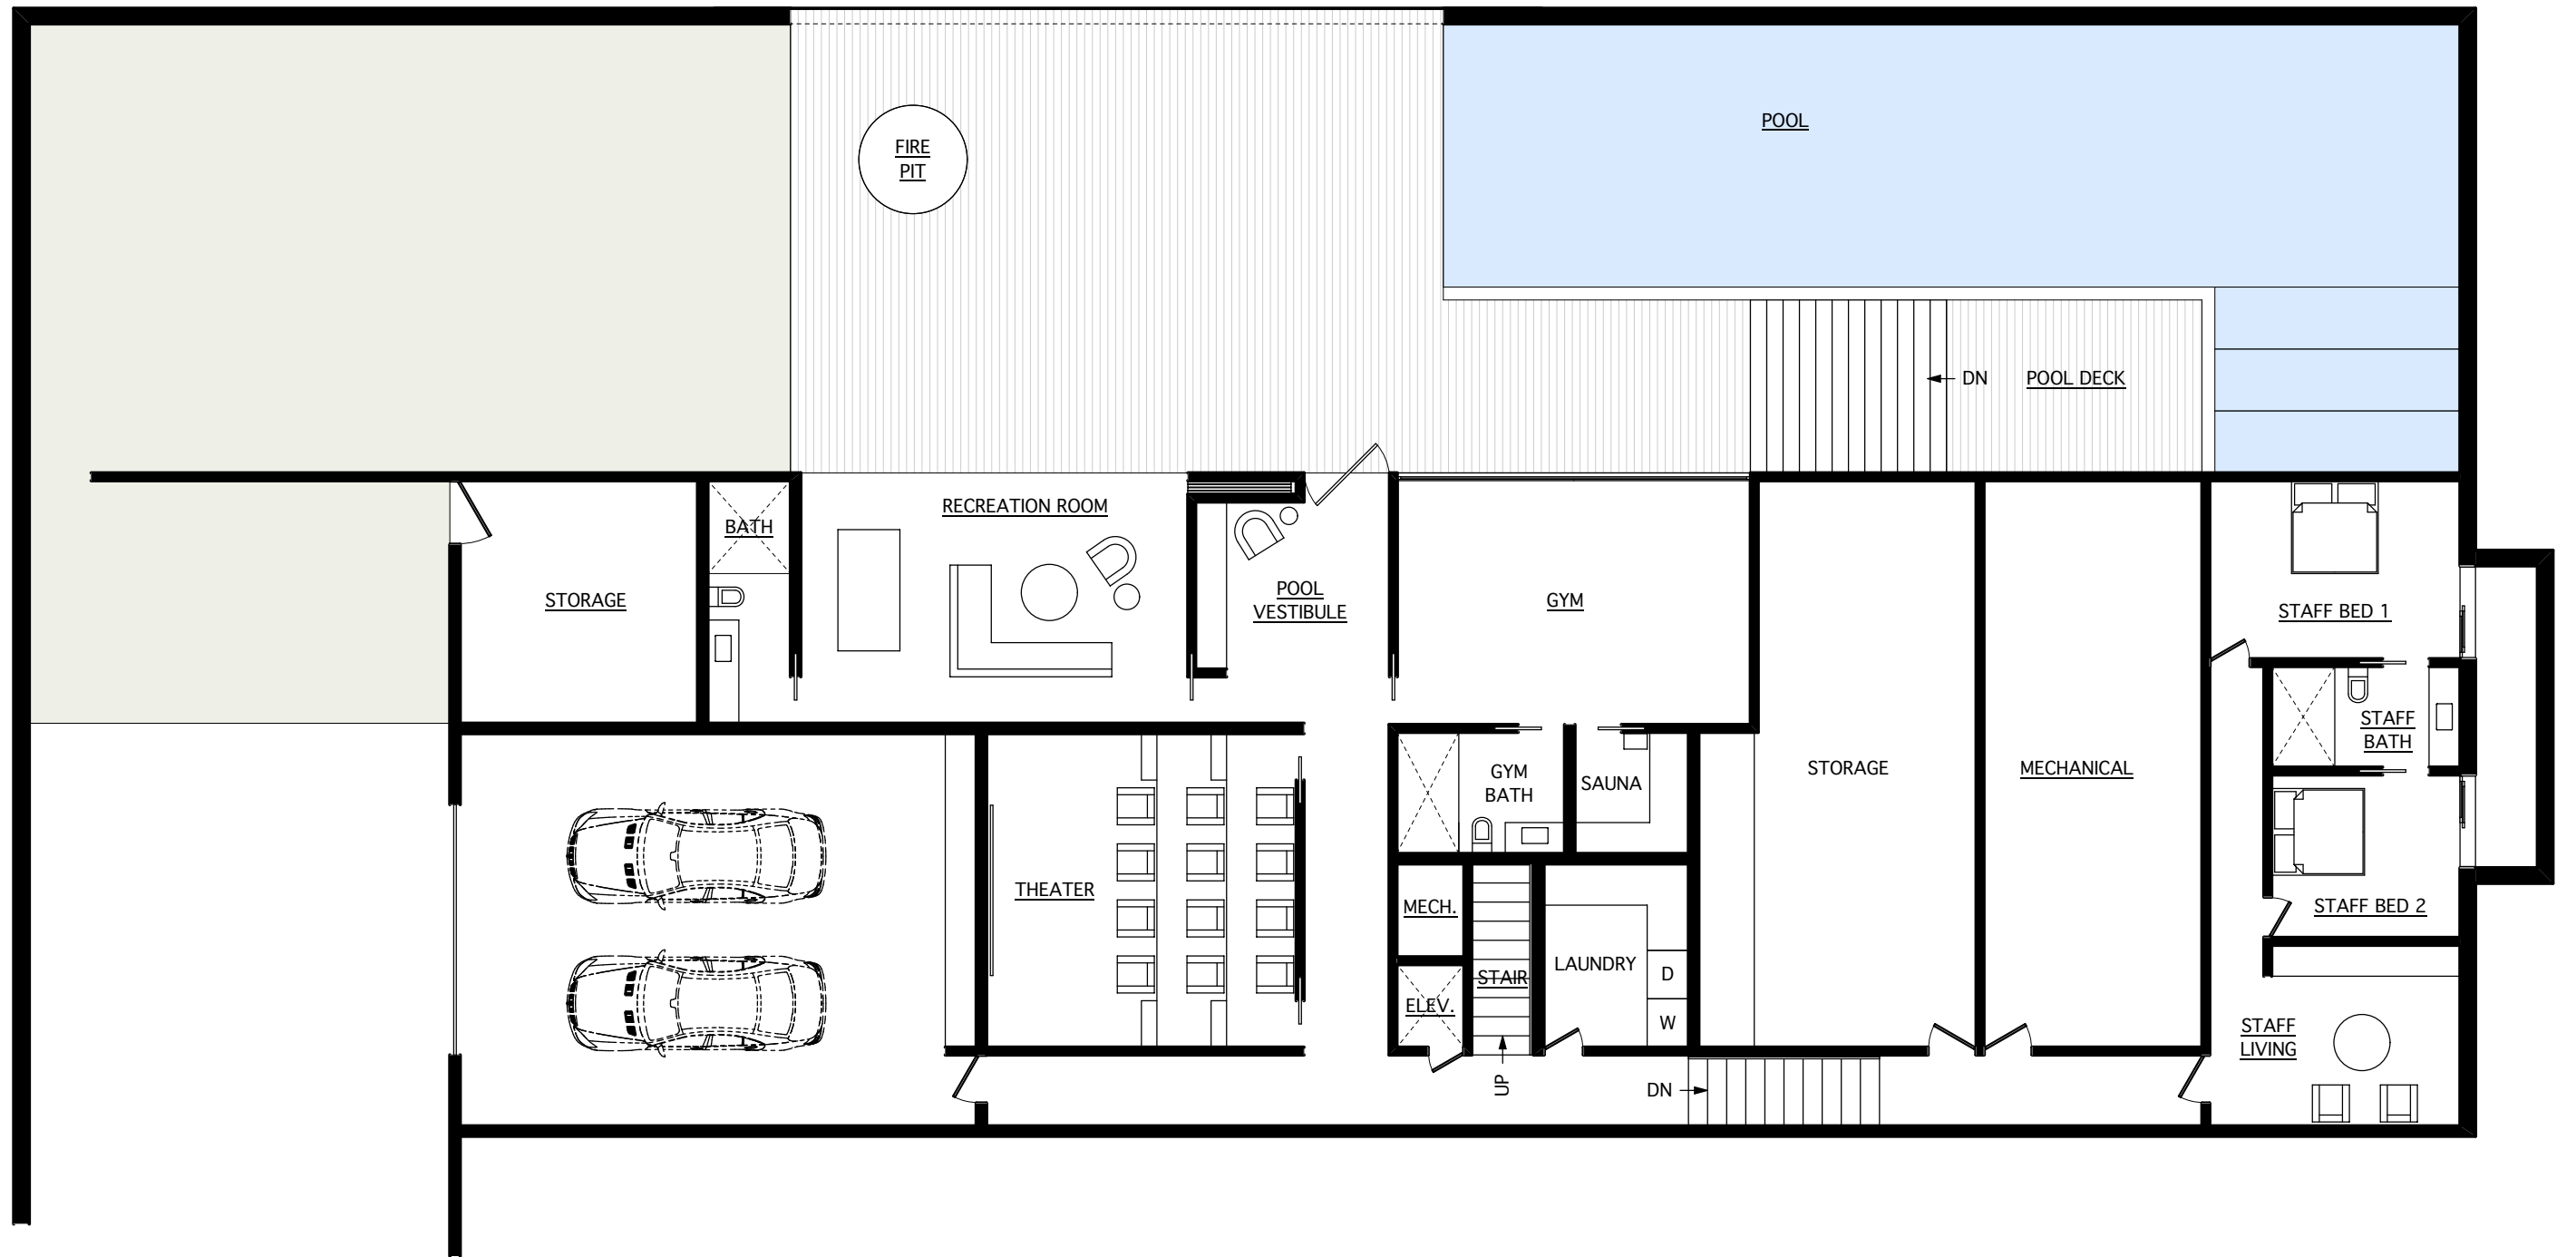 POOL
FIRE
PIT
DN
POOL DECK
RECREATION ROOM
BATH
STORAGE
POOL
VESTIBULE
GYM
STAFF BED 1
STAFF
BATH
STORAGE
MECHANICAL
GYM
BATH
SAUNA
THEATER
MECH.
STAFF BED 2
LAUNDRY
D
STAIR
ELEV.
W
STAFF
LIVING
UP
DN